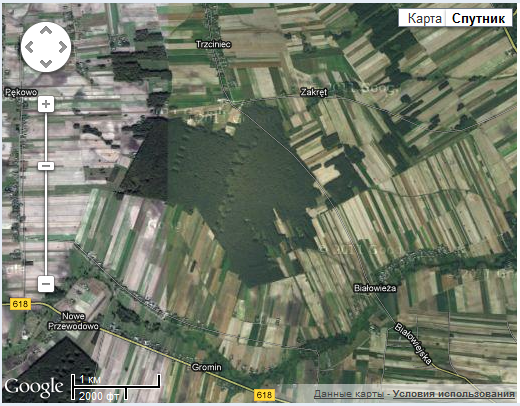 Карта Спутник
Trzciniec
Pękowo
Zakręt
Białowieża
618
Nowe
Przewodowo
Białowiejska
Gromin
Google
1 км
2000 фт
618
Данные карты - Условия использования